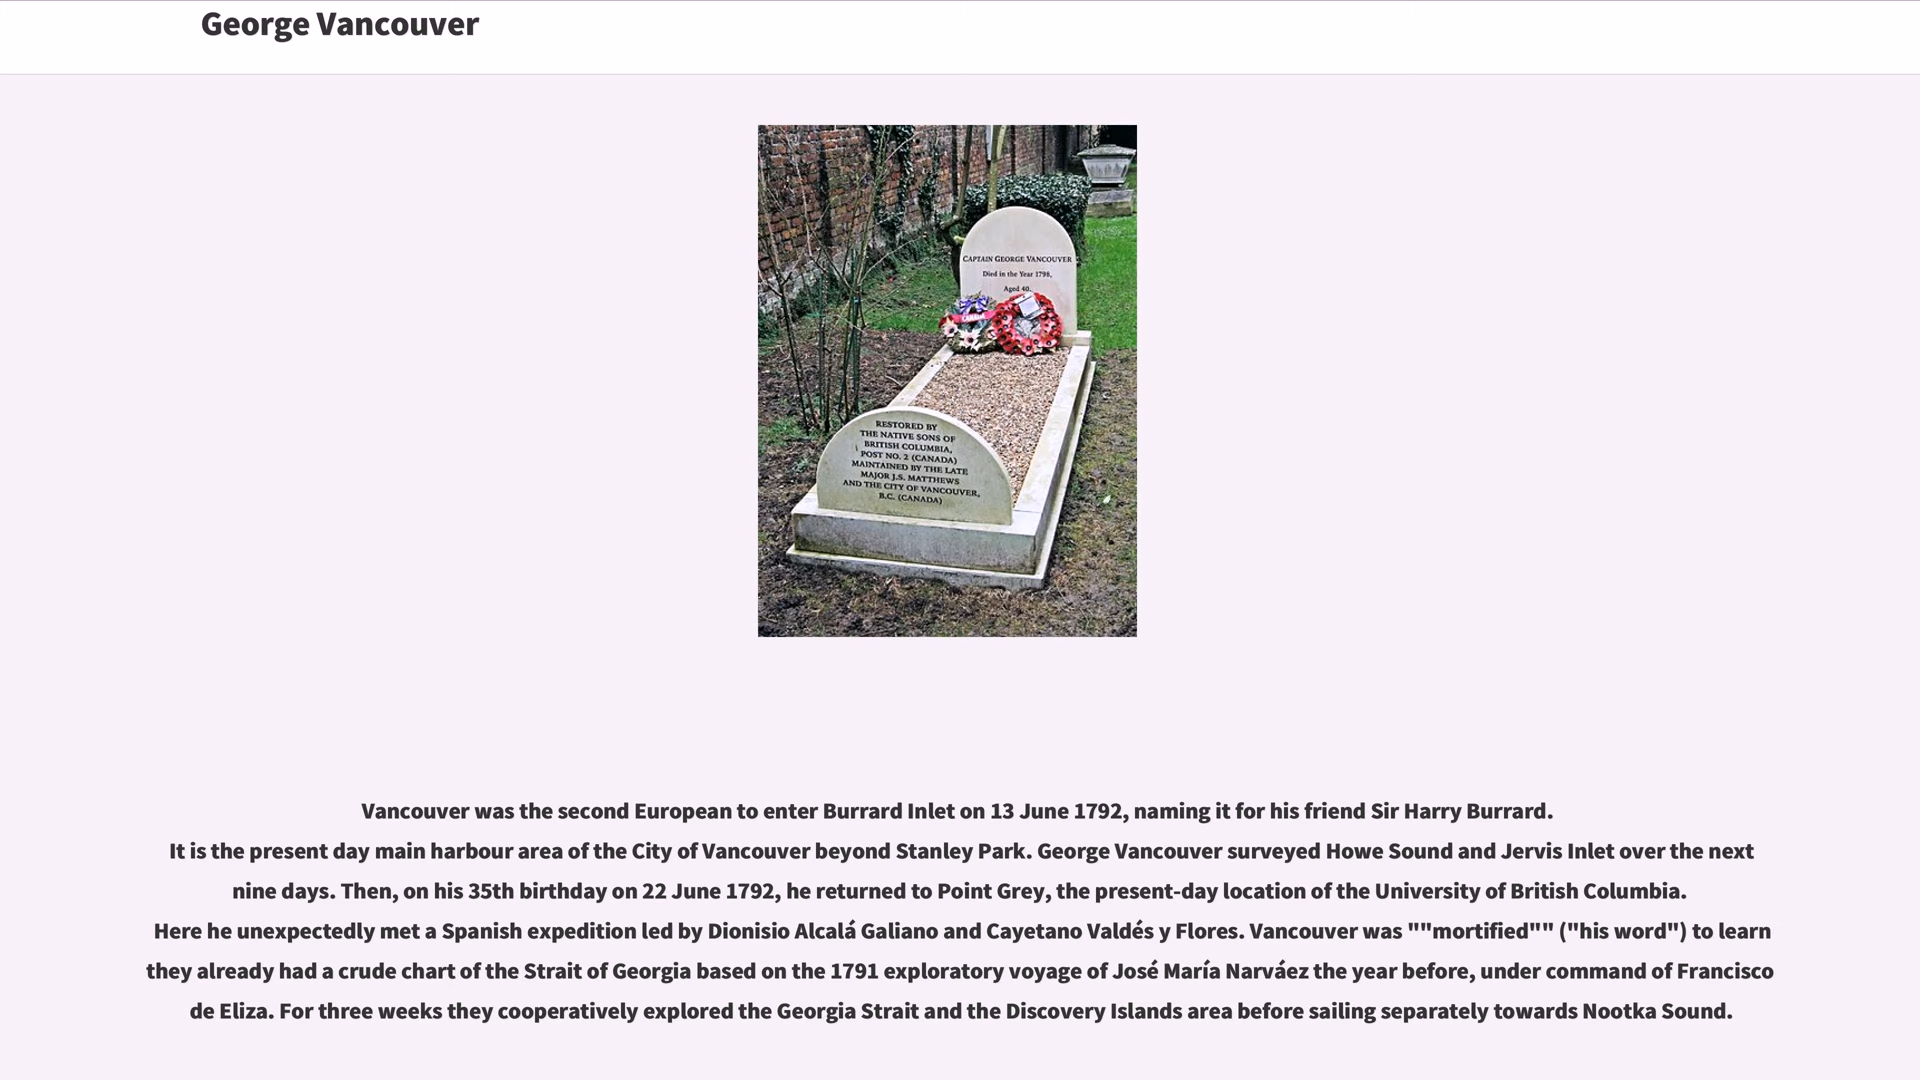 George Vancouver
CAPTAIN GEORGE VANCOUVER
Died in the Year 1798,
Aged 40.
CANADA
RESTORED BY
THE NATIVE SONS OF
BRITISH COLUMBIA,
POST NO. 2 (CANADA)
MAINTAINED BY THE LATE
MAJOR J.S. MATTHEWS
AND THE CITY OF VANCOUVER,
B.C. (CANADA)
Vancouver was the second European to enter Burrard Inlet on 13 June 1792, naming it for his friend Sir Harry Burrard.
It is the present day main harbour area of the City of Vancouver beyond Stanley Park. George Vancouver surveyed Howe Sound and Jervis Inlet over the next
nine days. Then, on his 35th birthday on 22 June 1792, he returned to Point Grey, the present-day location of the University of British Columbia.
Here he unexpectedly met a Spanish expedition led by Dionisio Alcalá Galiano and Cayetano Valdés y Flores. Vancouver was ""mortified"" ("his word") to learn
they already had a crude chart of the Strait of Georgia based on the 1791 exploratory voyage of José María Narváez the year before, under command of Francisco
de Eliza. For three weeks they cooperatively explored the Georgia Strait and the Discovery Islands area before sailing separately towards Nootka Sound.